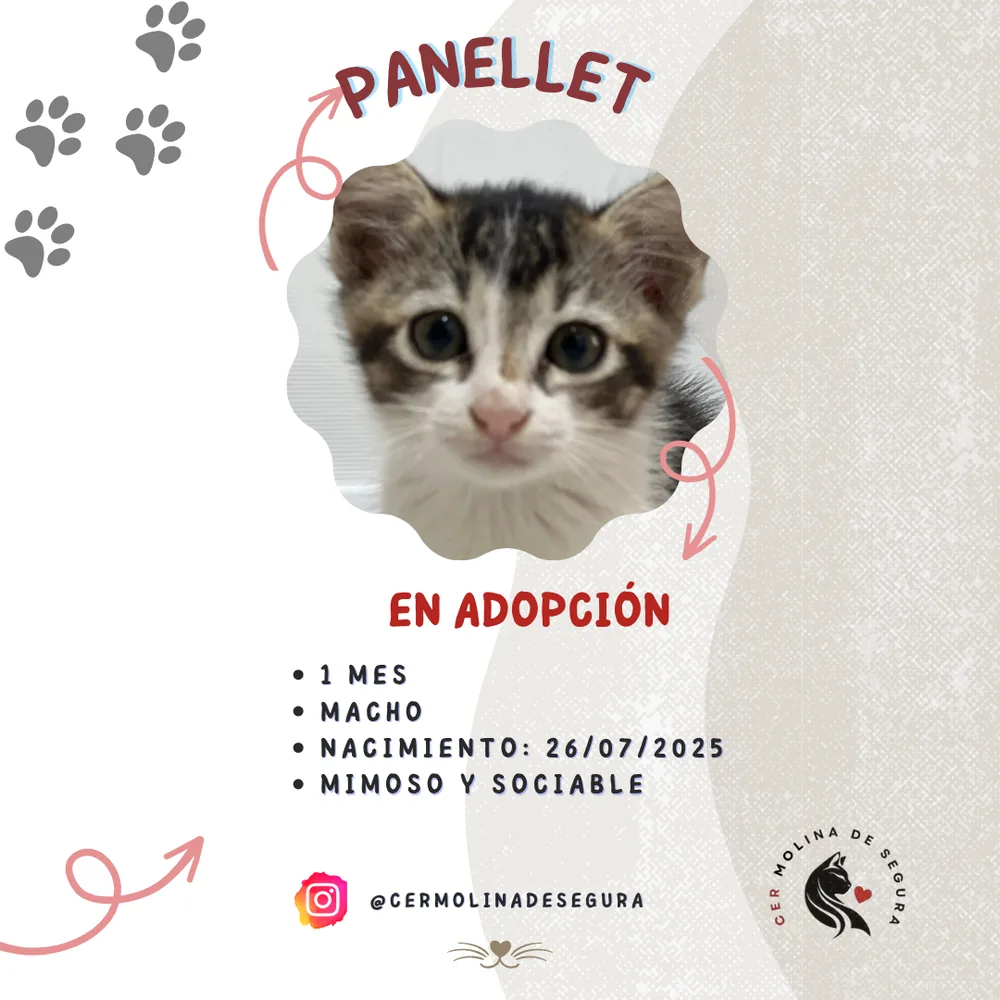 PANELLET
EN ADOPCIÓN
• 1 MES
• MACHO
• NACIMIENTO: 26/07/2025
• MIMOSO Y SOCIABLE
@CERMOLINADESEGURA
CER MOLINA DE SEGURA